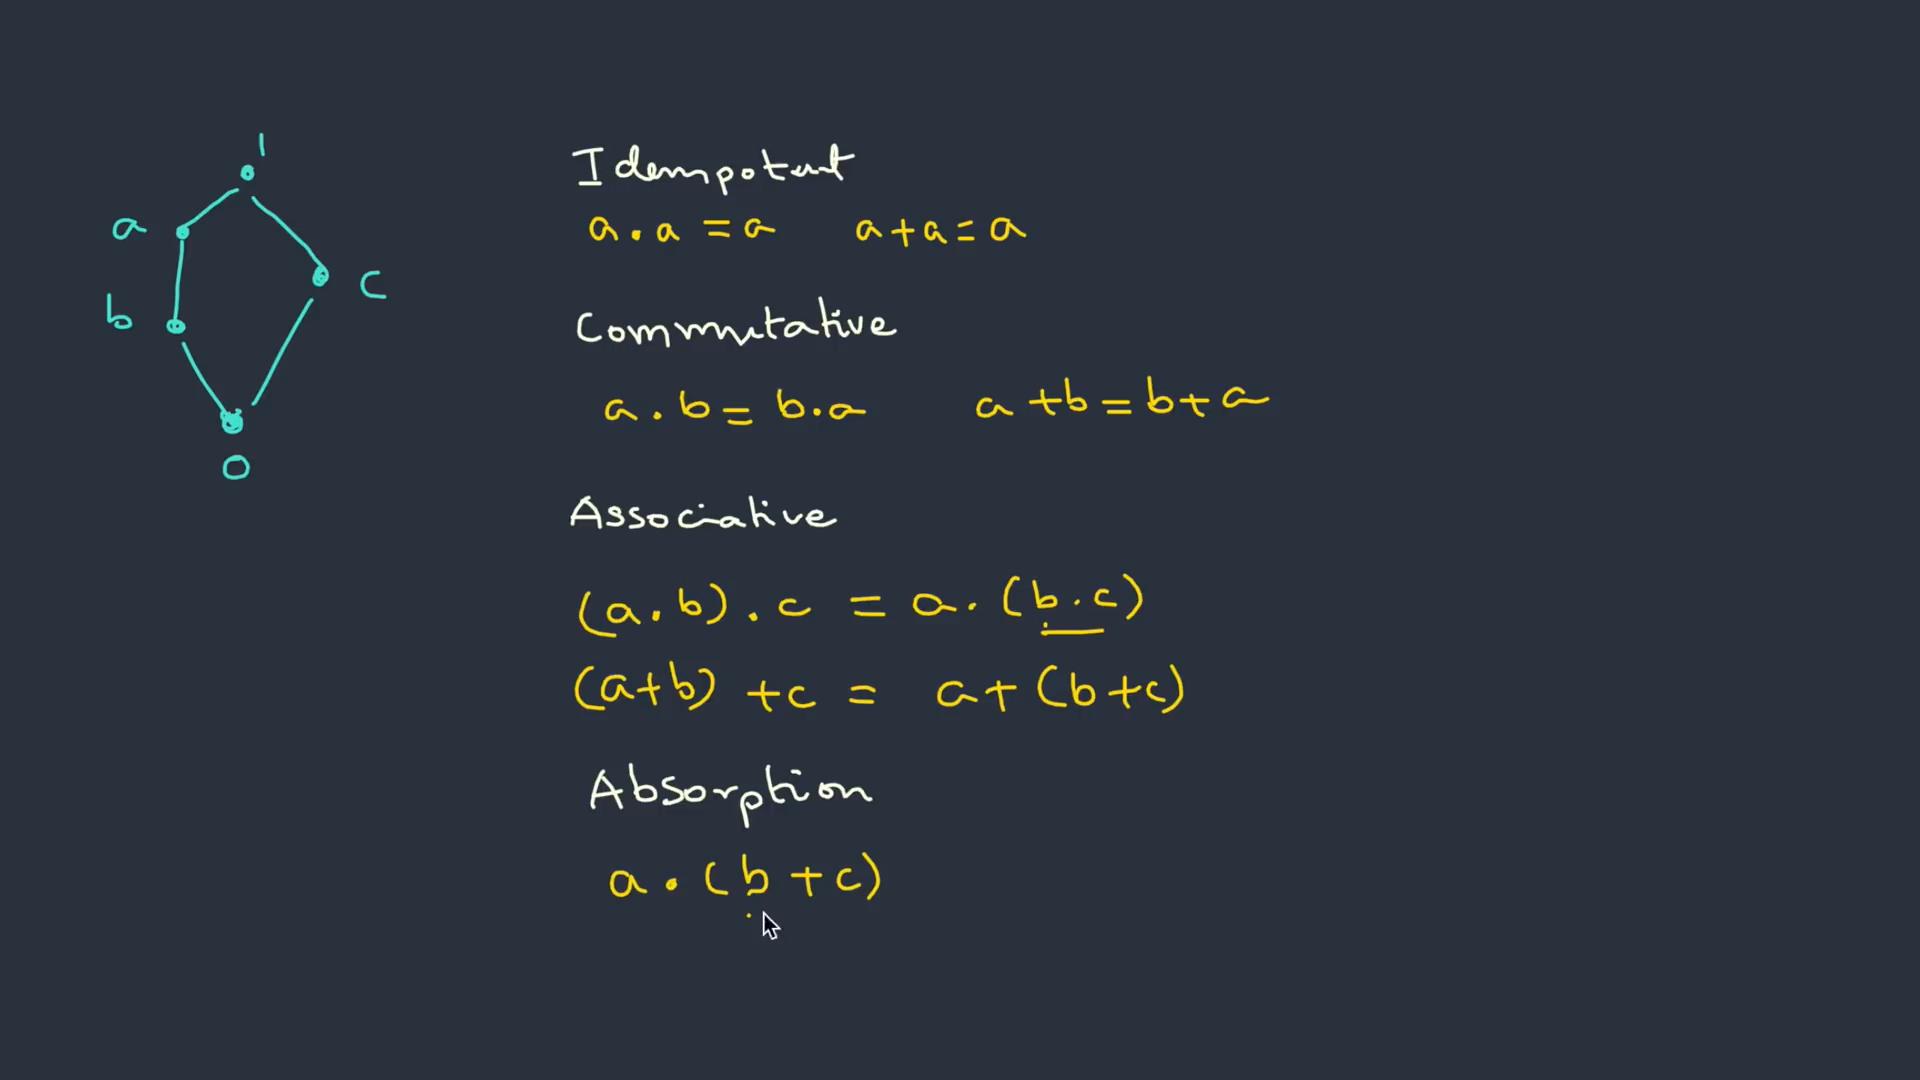 1
a
b
c
0
Idempotent
a . a = a   a + a = a
Commutative
a . b = b . a   a + b = b + a
Associative
(a . b) . c = a . (b . c)
(a+b) + c = a + (b + c)
Absorption
a . (b + c)